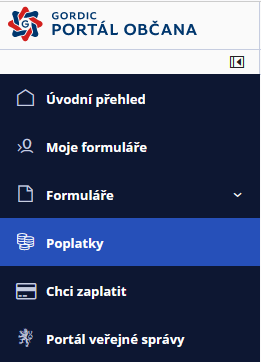 GORDIC
PORTÁL OBČANA
Úvodní přehled
Moje formuláře
Formuláře
Poplatky
Chci zaplatit
Portál veřejné správy